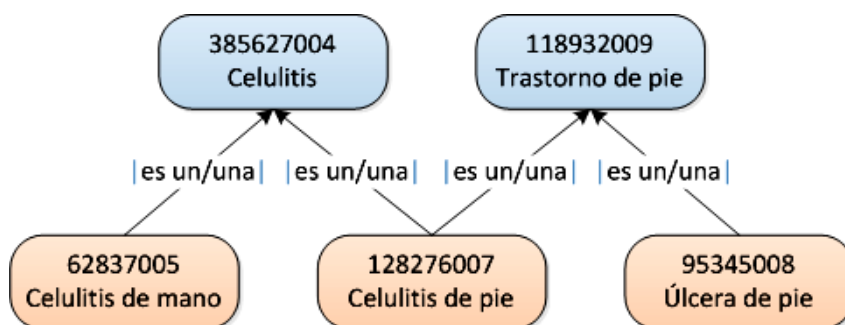 385627004
Celulitis
118932009
Trastorno de pie
|es un/una| |es un/una| |es un/una| |es un/una|
62837005
Celulitis de mano
128276007
Celulitis de pie
95345008
Úlcera de pie